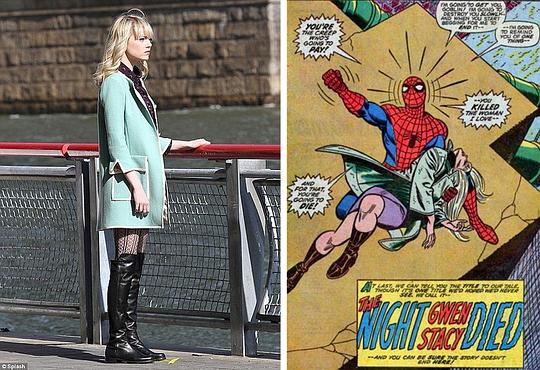 YOU'RE
THE CREEP
WHO'S
GOING TO
PAY!
I'M GOING TO GET YOU,
GOBLIN! I'M GOING TO
DESTROY YOU SLOWLY--
AND WHEN YOU START
BEGGING FOR ME TO
END IT--
--I'M GOING
TO REMIND
YOU OF ONE
THING--
--YOU
KILLED
THE WOMAN
I LOVE--
AND FOR
THAT, YOU'RE
GOING TO
DIE!
AT LAST, WE CAN TELL YOU THE TITLE TO OUR TALE,
THOUGH IT'S ONE TITLE WE'D HOPED WE'D NEVER
SEE, WE CALL IT--
THE
NIGHT GWEN
STACY DIED
--AND YOU CAN BE SURE THE STORY DOESN'T
END HERE!
© Splash